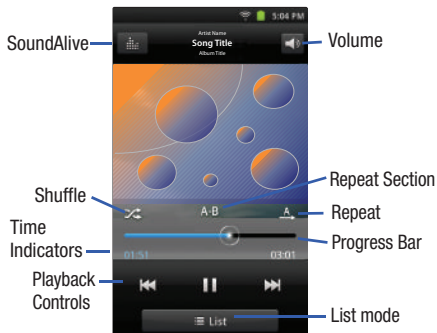 5:04 PM
SoundAlive
Artist Name
Song Title
Album Title
Volume
Shuffle
A-B
Repeat Section
A
Repeat
Time
Indicators
01:51
03:01
Progress Bar
Playback
Controls
List
List mode